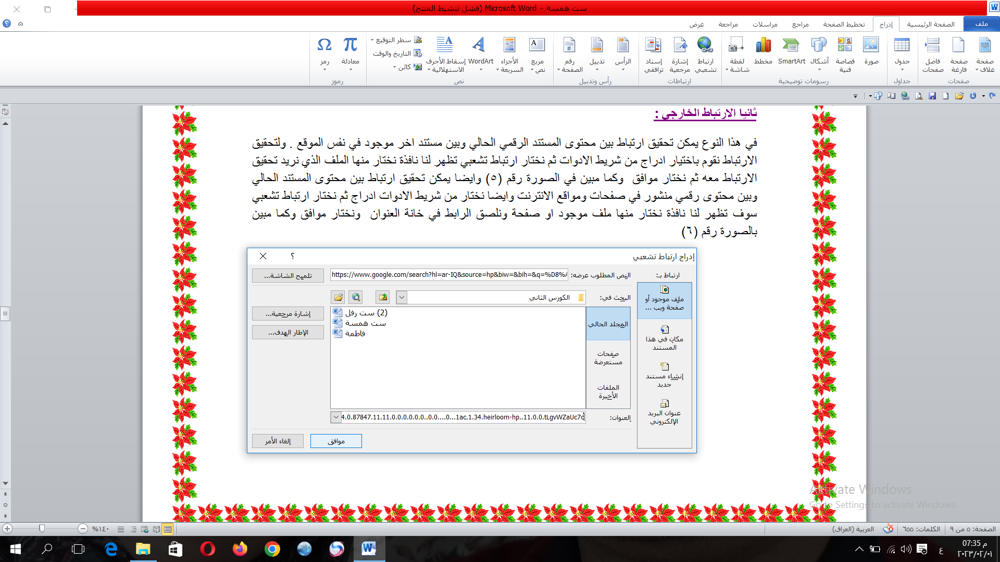 ست همسة - Microsoft Word (فشل تنشيط المنتج)
ملف
الصفحة الرئيسية
إدراج
تخطيط الصفحة
مراجع
مراسلات
مراجعة
عرض
صفحة غلاف
صفحة فارغة
فاصل صفحات
جدول
صورة
قصاصة فنية
أشكال
SmartArt
مخطط
لقطة شاشة
ارتباط تشعبي
إشارة مرجعية
إسناد ترافقي
الرأس
تذييل
رقم الصفحة
مربع نص
الأجزاء السريعة
WordArt
إسقاط الأحرف الاستهلالية
سطر التوقيع
التاريخ والوقت
كائن
معادلة
رمز
صفحات
جداول
رسومات توضيحية
ارتباطات
رأس وتذييل
نص
رموز
ثانيا الارتباط الخارجي :
في هذا النوع يمكن تحقيق ارتباط بين محتوى المستند الرقمي الحالي وبين مستند اخر موجود في نفس الموقع . ولتحقيق
الارتباط نقوم باختيار ادراج من شريط الادوات ثم نختار ارتباط تشعبي تظهر لنا نافذة نختار منها الملف الذي نريد تحقيق
الارتباط معه ثم نختار موافق وكما مبين في الصورة رقم (٥) وايضا يمكن تحقيق ارتباط بين محتوى المستند الحالي
وبين محتوى رقمي منشور في صفحات ومواقع الانترنت وايضا نختار من شريط الادوات ادراج ثم نختار ارتباط تشعبي
سوف تظهر لنا نافذة نختار منها ملف موجود او صفحة ونلصق الرابط في خانة العنوان ونختار موافق وكما مبين
بالصورة رقم (٦)
إدراج ارتباط تشعبي
؟
ارتباط بـ:
النص المطلوب عرضه:
https://www.google.com/search?hl=ar-IQ&source=hp&biw=&bih=&q=%D8%A
تلميح الشاشة...
ملف موجود أو
صفحة ويب ...
مكان في هذا
المستند
إنشاء مستند
جديد
عنوان البريد
الإلكتروني
البحث في:
الكورس الثاني
المجلد الحالي
صفحات
مستعرضة
الملفات
الأخيرة
(2) ست رفل
ست همسة
فاطمة
إشارة مرجعية...
الإطار الهدف...
العنوان:
4.0.87847.11.11.0.0.0.0.0.0..0.0....0...1ac.1.34.heirloom-hp..11.0.0.tLgvWZaUc7c
موافق
إلغاء الأمر
Activate Windows
Go to Settings to activate Windows.
الصفحة: ٥ من ٩
الكلمات: ٦٥٥
العربية (العراق)
%١٤٠
ع
07:35 م
٢٠٢٣/٠٢/٠١